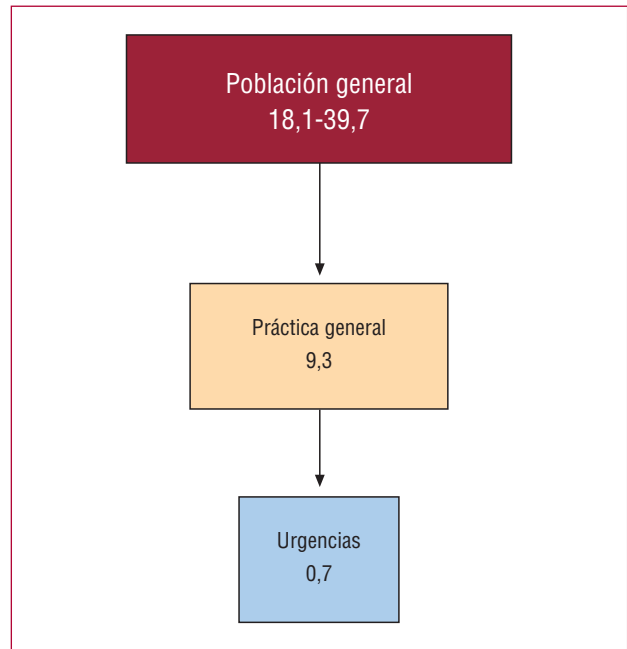 Población general
18,1-39,7
Práctica general
9,3
Urgencias
0,7